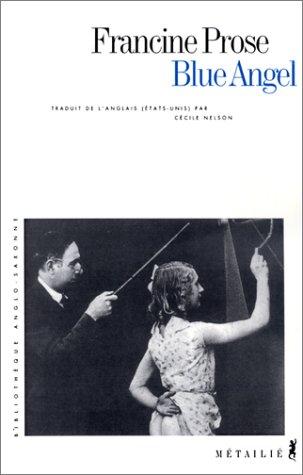 Francine Prose
Blue Angel
TRADUIT DE L'ANGLAIS (ÉTATS-UNIS) PAR
CÉCILE NELSON
BIBLIOTHÈQUE ANGLO-SAXONNE
MÉTAILIÉ